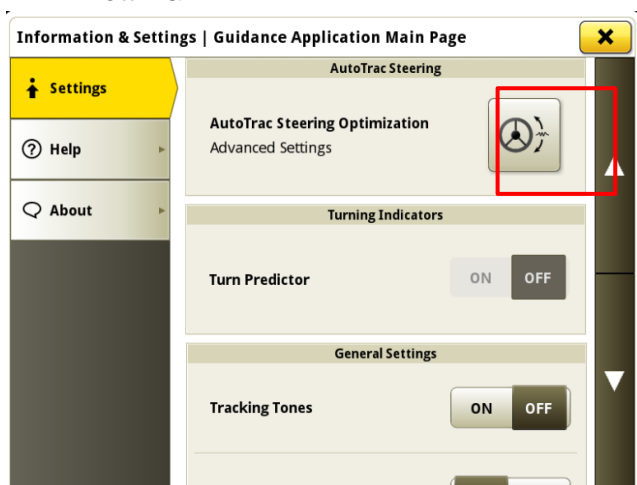 Information & Settings | Guidance Application Main Page
Settings
Help
About
AutoTrac Steering
AutoTrac Steering Optimization
Advanced Settings
Turning Indicators
Turn Predictor
ON OFF
General Settings
Tracking Tones
ON OFF